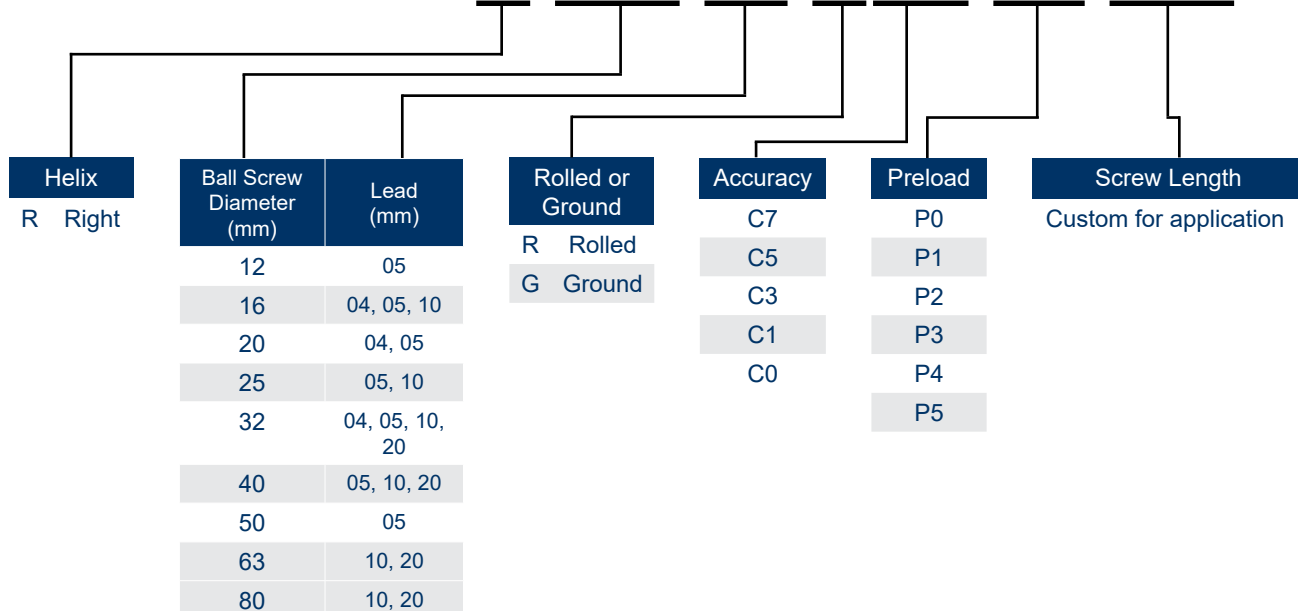 Helix
R Right
Ball Screw
Diameter
(mm)
Lead
(mm)
12 05
16 04, 05, 10
20 04, 05
25 05, 10
32 04, 05, 10,
20
40 05, 10, 20
50 05
63 10, 20
80 10, 20
Rolled or
Ground
R Rolled
G Ground
Accuracy
C7
C5
C3
C1
C0
Preload
P0
P1
P2
P3
P4
P5
Screw Length
Custom for application